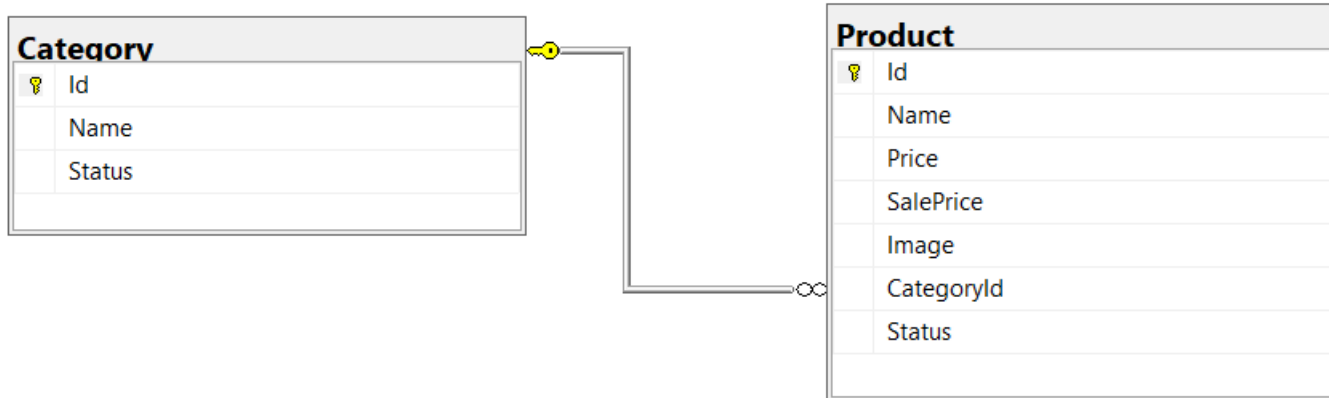 Category
Id
Name
Status
Product
Id
Name
Price
SalePrice
Image
CategoryId
Status